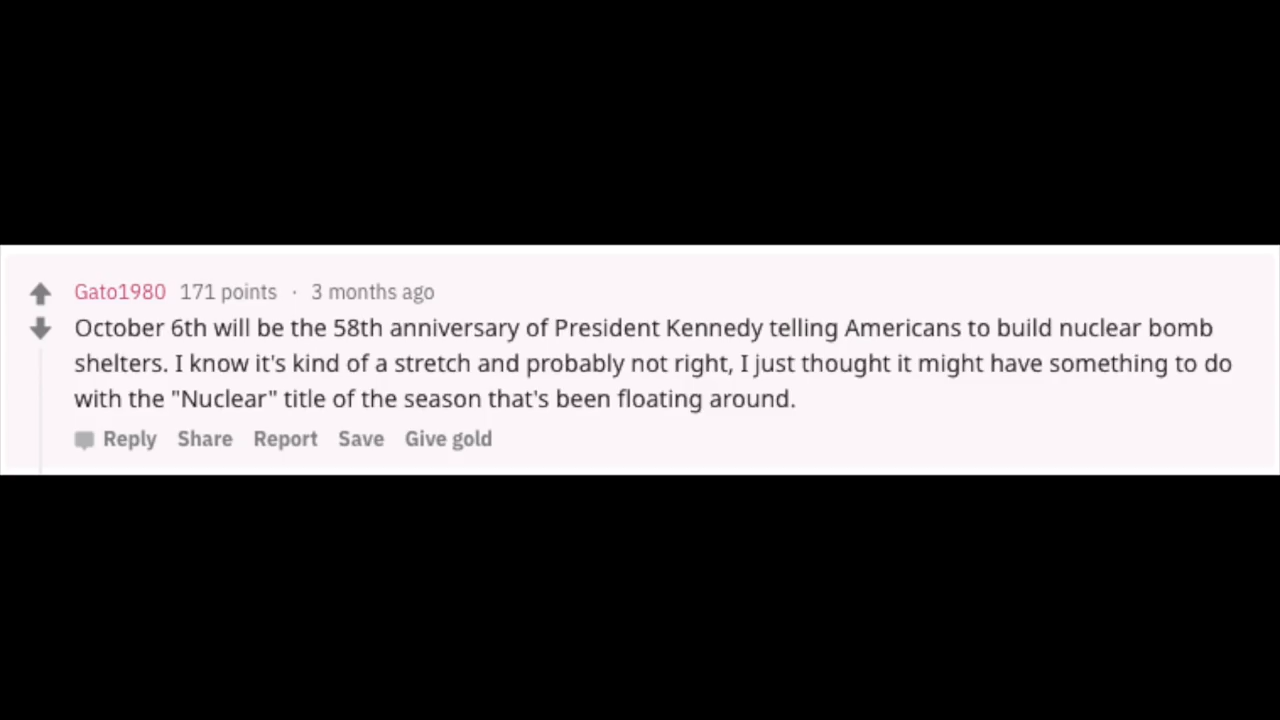 Gato1980 171 points · 3 months ago
October 6th will be the 58th anniversary of President Kennedy telling Americans to build nuclear bomb
shelters. I know it's kind of a stretch and probably not right, I just thought it might have something to do
with the "Nuclear" title of the season that's been floating around.
Reply Share Report Save Give gold